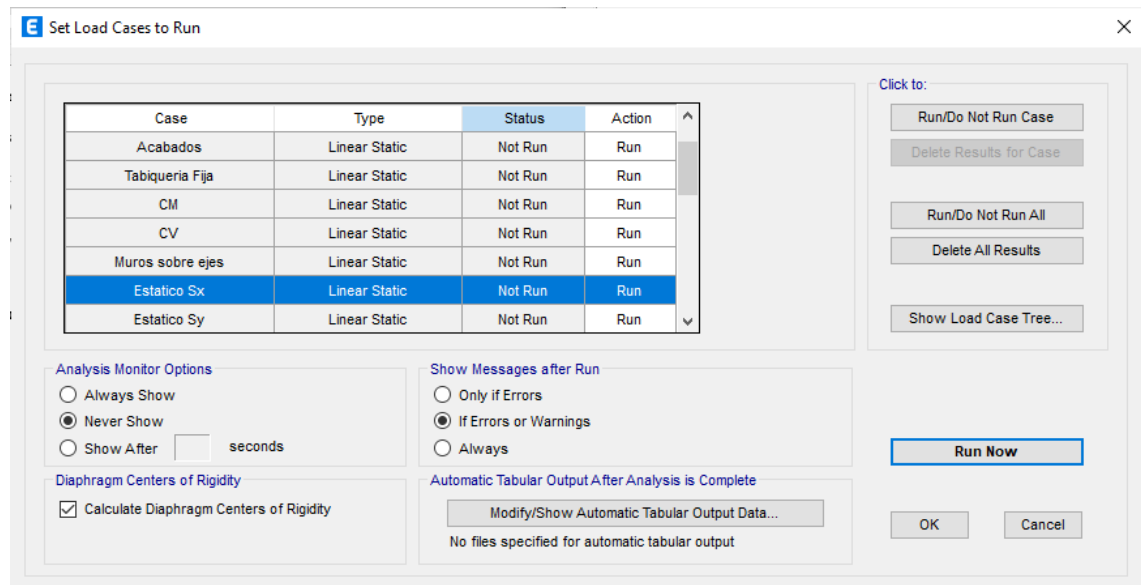 E Set Load Cases to Run
Click to:
Case Type Status Action
Acabados Linear Static Not Run Run
Tabiqueria Fija Linear Static Not Run Run
CM Linear Static Not Run Run
CV Linear Static Not Run Run
Muros sobre ejes Linear Static Not Run Run
Estatico Sx Linear Static Not Run Run
Estatico Sy Linear Static Not Run Run
Run/Do Not Run Case
Delete Results for Case
Run/Do Not Run All
Delete All Results
Show Load Case Tree...
Analysis Monitor Options
Always Show
Never Show
Show After seconds
Show Messages after Run
Only if Errors
If Errors or Warnings
Always
Run Now
Diaphragm Centers of Rigidity
Calculate Diaphragm Centers of Rigidity
Automatic Tabular Output After Analysis is Complete
Modify/Show Automatic Tabular Output Data...
No files specified for automatic tabular output
OK Cancel